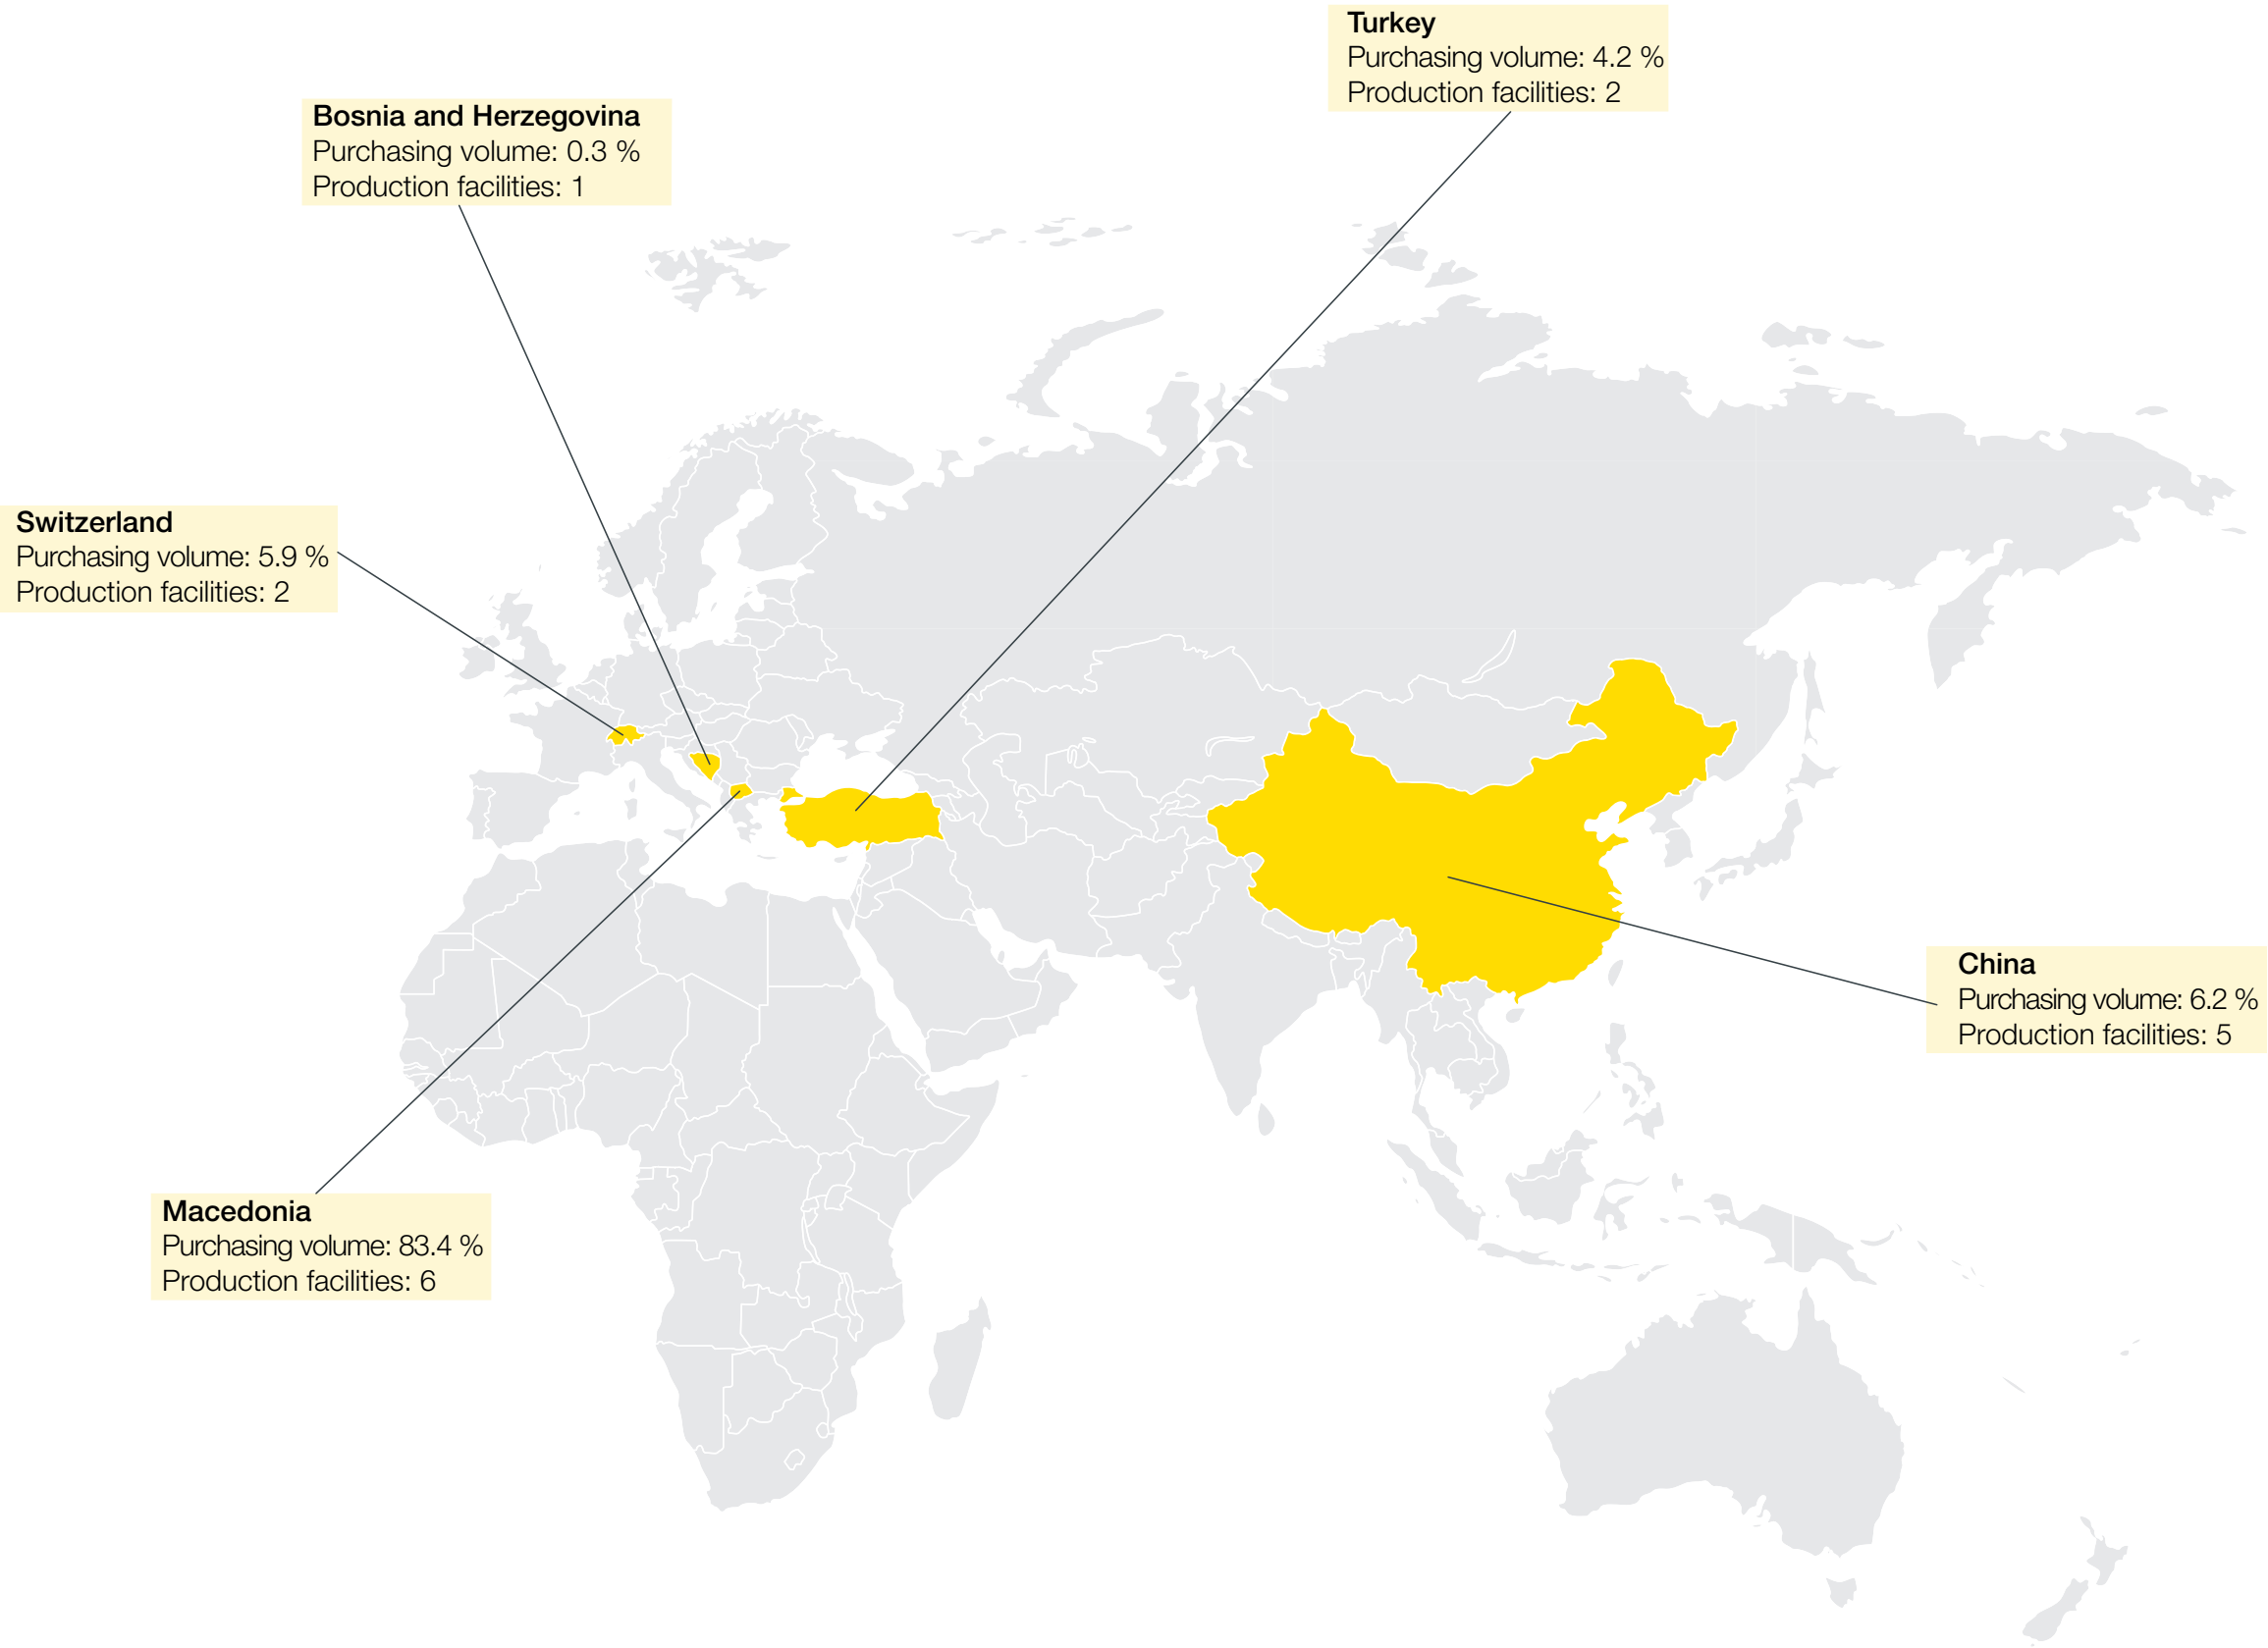 Turkey
Purchasing volume: 4.2 %
Production facilities: 2
Bosnia and Herzegovina
Purchasing volume: 0.3 %
Production facilities: 1
Switzerland
Purchasing volume: 5.9 %
Production facilities: 2
China
Purchasing volume: 6.2 %
Production facilities: 5
Macedonia
Purchasing volume: 83.4 %
Production facilities: 6